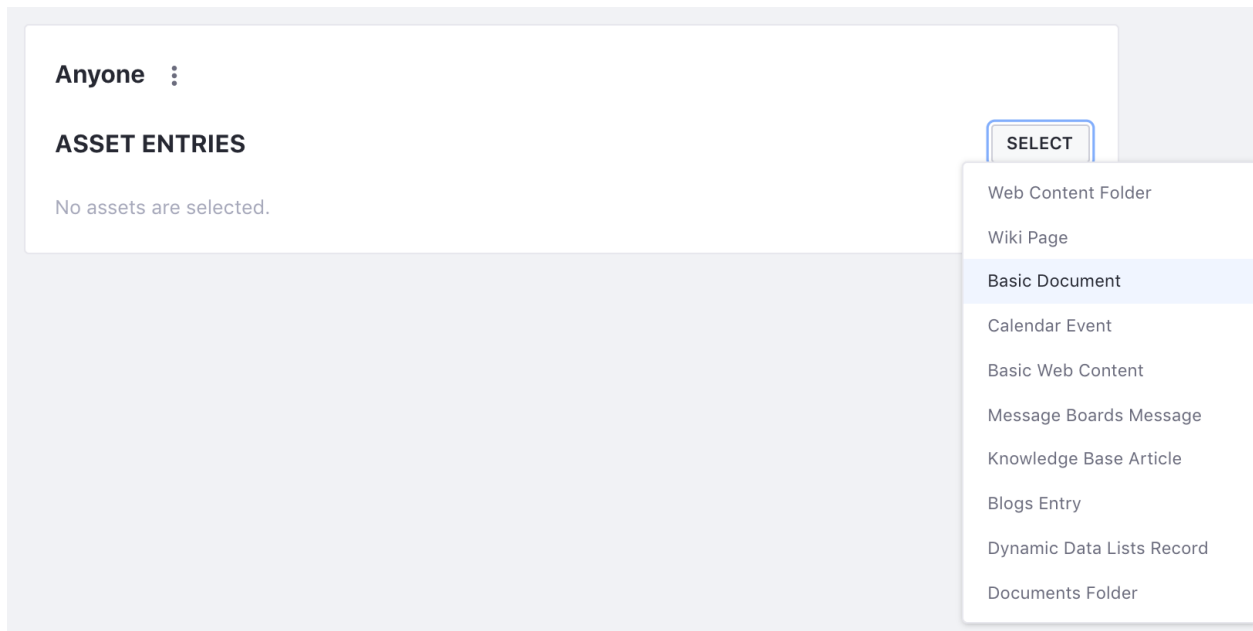 Anyone
ASSET ENTRIES
SELECT
No assets are selected.
Web Content Folder
Wiki Page
Basic Document
Calendar Event
Basic Web Content
Message Boards Message
Knowledge Base Article
Blogs Entry
Dynamic Data Lists Record
Documents Folder